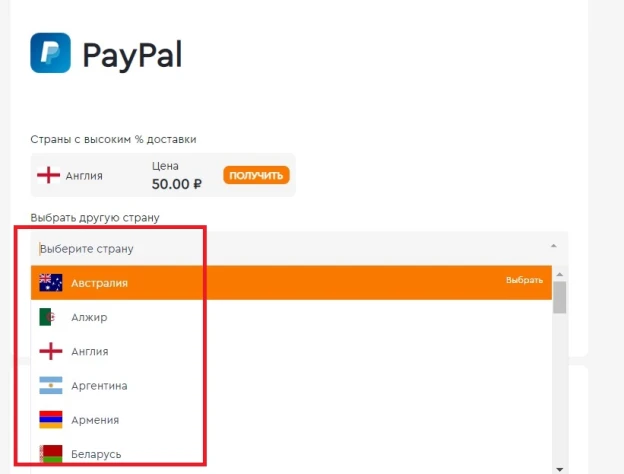 PayPal
Страны с высоким % доставки
Англия
Цена
50.00 ₽
ПОЛУЧИТЬ
Выбрать другую страну
Выберите страну
Австралия
Выбрать
Алжир
Англия
Аргентина
Армения
Беларусь